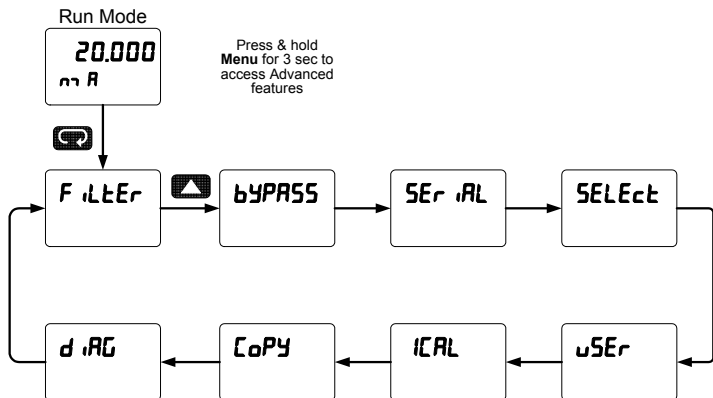 Run Mode
20.000
mA
Press & hold
Menu for 3 sec to
access Advanced
features
FiLtEr
bYPASS
SEriAL
SELEct
diAG
CoPY
ICAL
uSEr